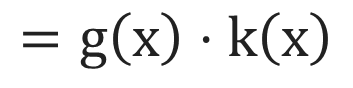 = g(x) · k(x)